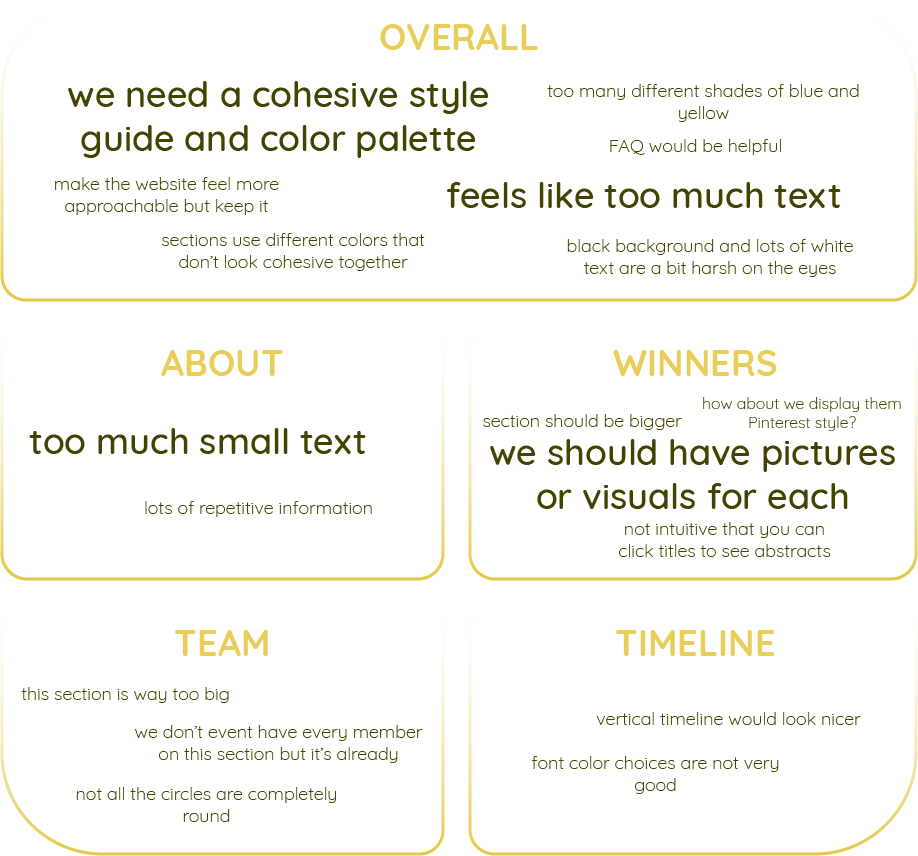 OVERALL
we need a cohesive style
guide and color palette
too many different shades of blue and
yellow
FAQ would be helpful
make the website feel more
approachable but keep it
feels like too much text
sections use different colors that
don't look cohesive together
black background and lots of white
text are a bit harsh on the eyes
ABOUT
too much small text
lots of repetitive information
WINNERS
how about we display them
Pinterest style?
section should be bigger
we should have pictures
or visuals for each
not intuitive that you can
click titles to see abstracts
TEAM
this section is way too big
we don't event have every member
on this section but it's already
not all the circles are completely
round
TIMELINE
vertical timeline would look nicer
font color choices are not very
good